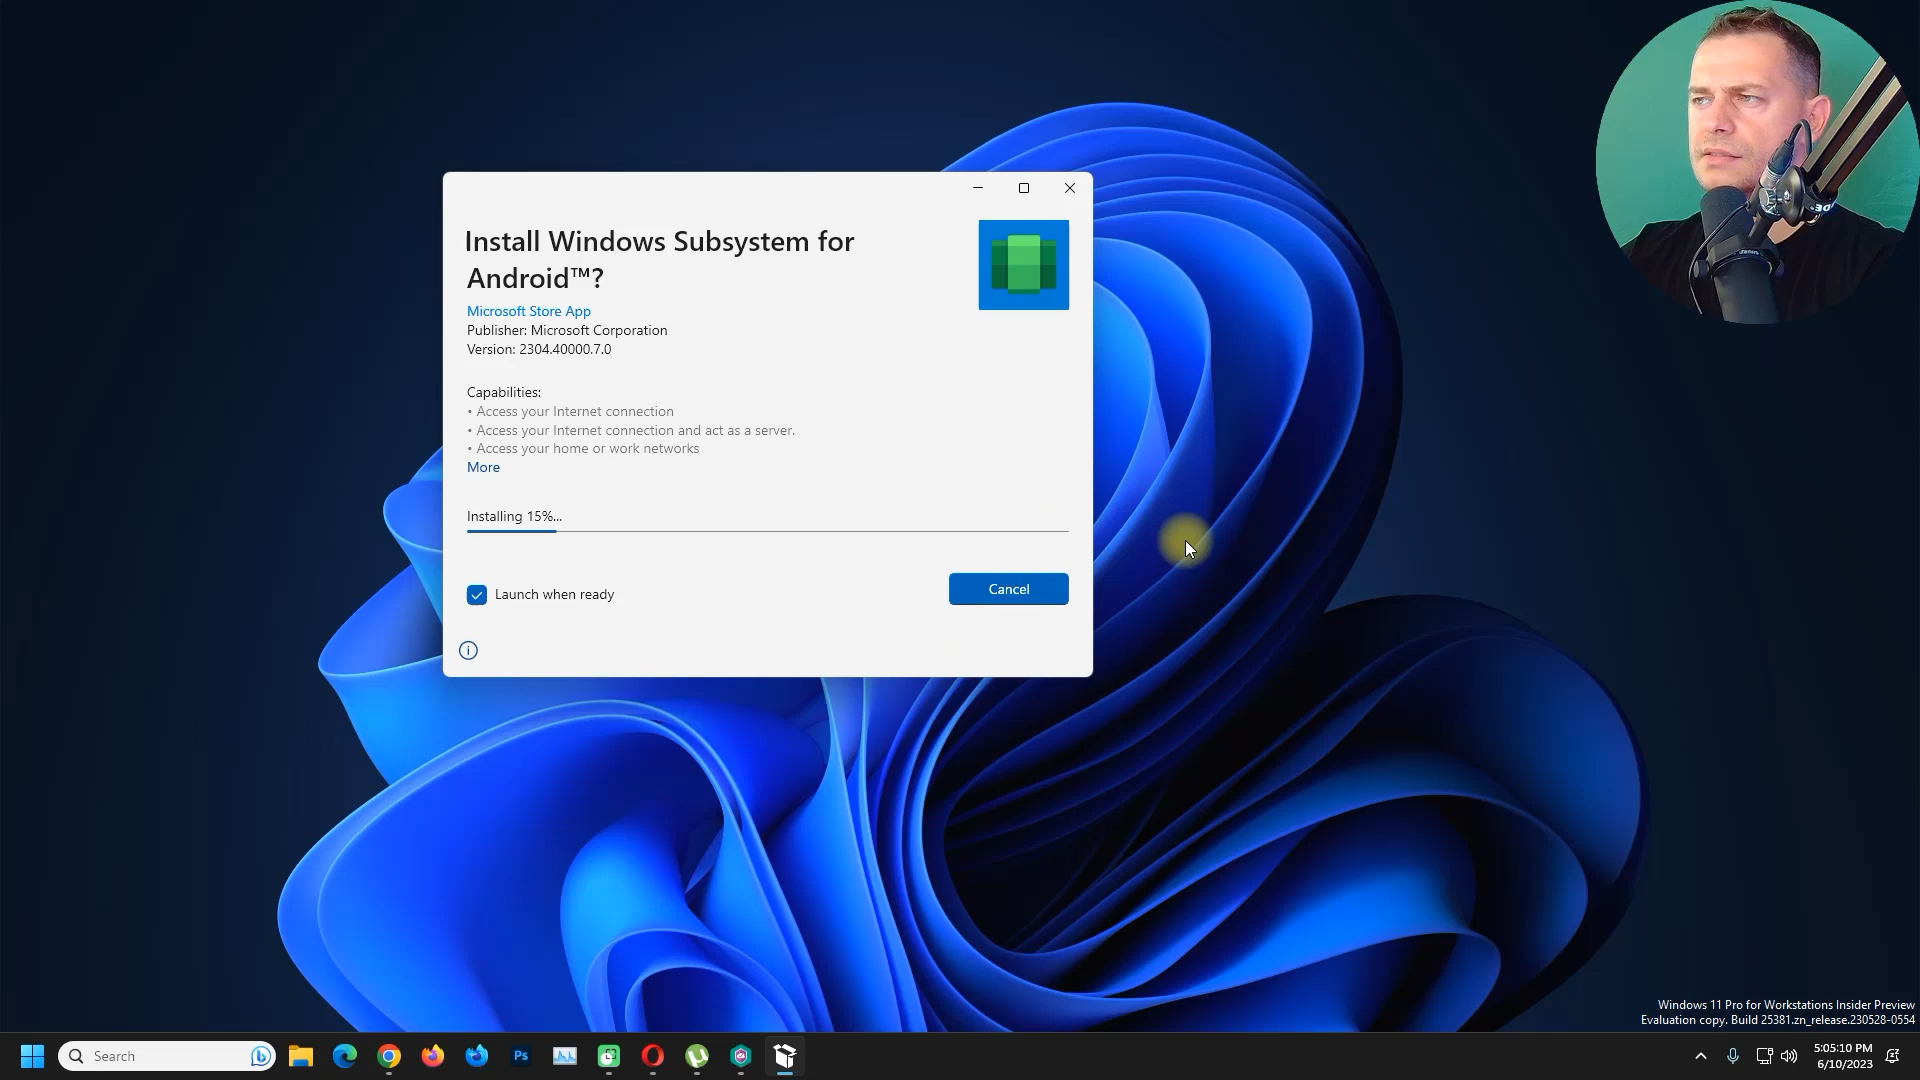 Install Windows Subsystem for
Android™?
Microsoft Store App
Publisher: Microsoft Corporation
Version: 2304.40000.7.0
Capabilities:
• Access your Internet connection
• Access your Internet connection and act as a server.
• Access your home or work networks
More
Installing 15%...
Launch when ready
Cancel
Windows 11 Pro for Workstations Insider Preview
Evaluation copy. Build 25381.zn_release.230528-0554
Search
Ps
5:05:10 PM
6/10/2023